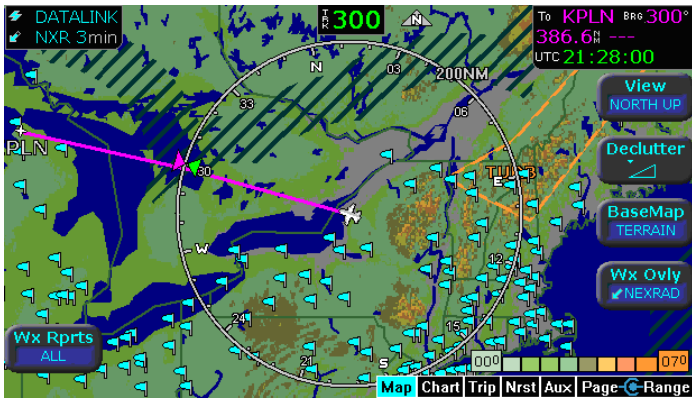 DATALINK
NXR 3min
TRK 300
N
To KPLN BRG 300°
386.6NM ---
UTC 21:28:00
View
NORTH UP
200NM
N
03
33
06
Declutter
PLN
30
E
BaseMap
TERRAIN
W
12
Wx Ovly
NEXRAD
24
15
Wx Rprts
ALL
21
S
000
070
Map Chart Trip Nrst Aux Page Range